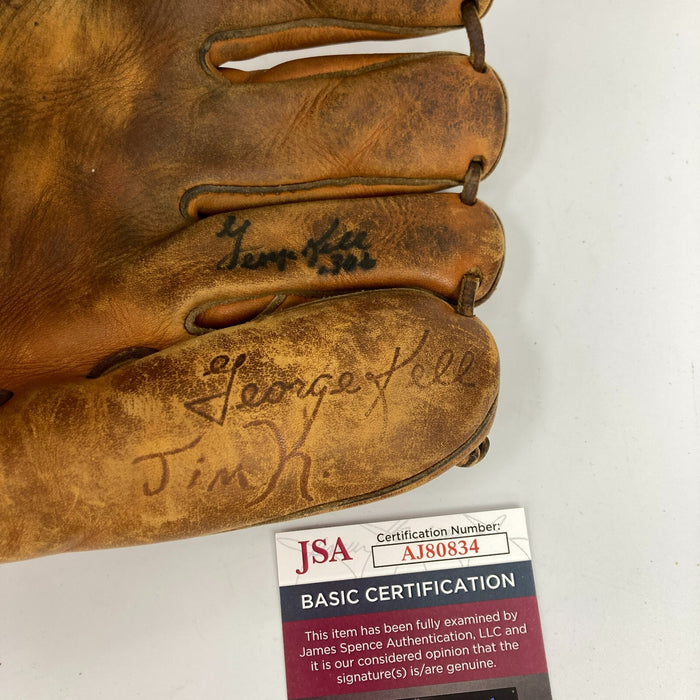 George Kell
.306
George Kell
Jim K.
JSA
Certification Number:
AJ80834
BASIC CERTIFICATION
This item has been fully examined by
James Spence Authentication, LLC and
it is our considered opinion that the
signature(s) is/are genuine.